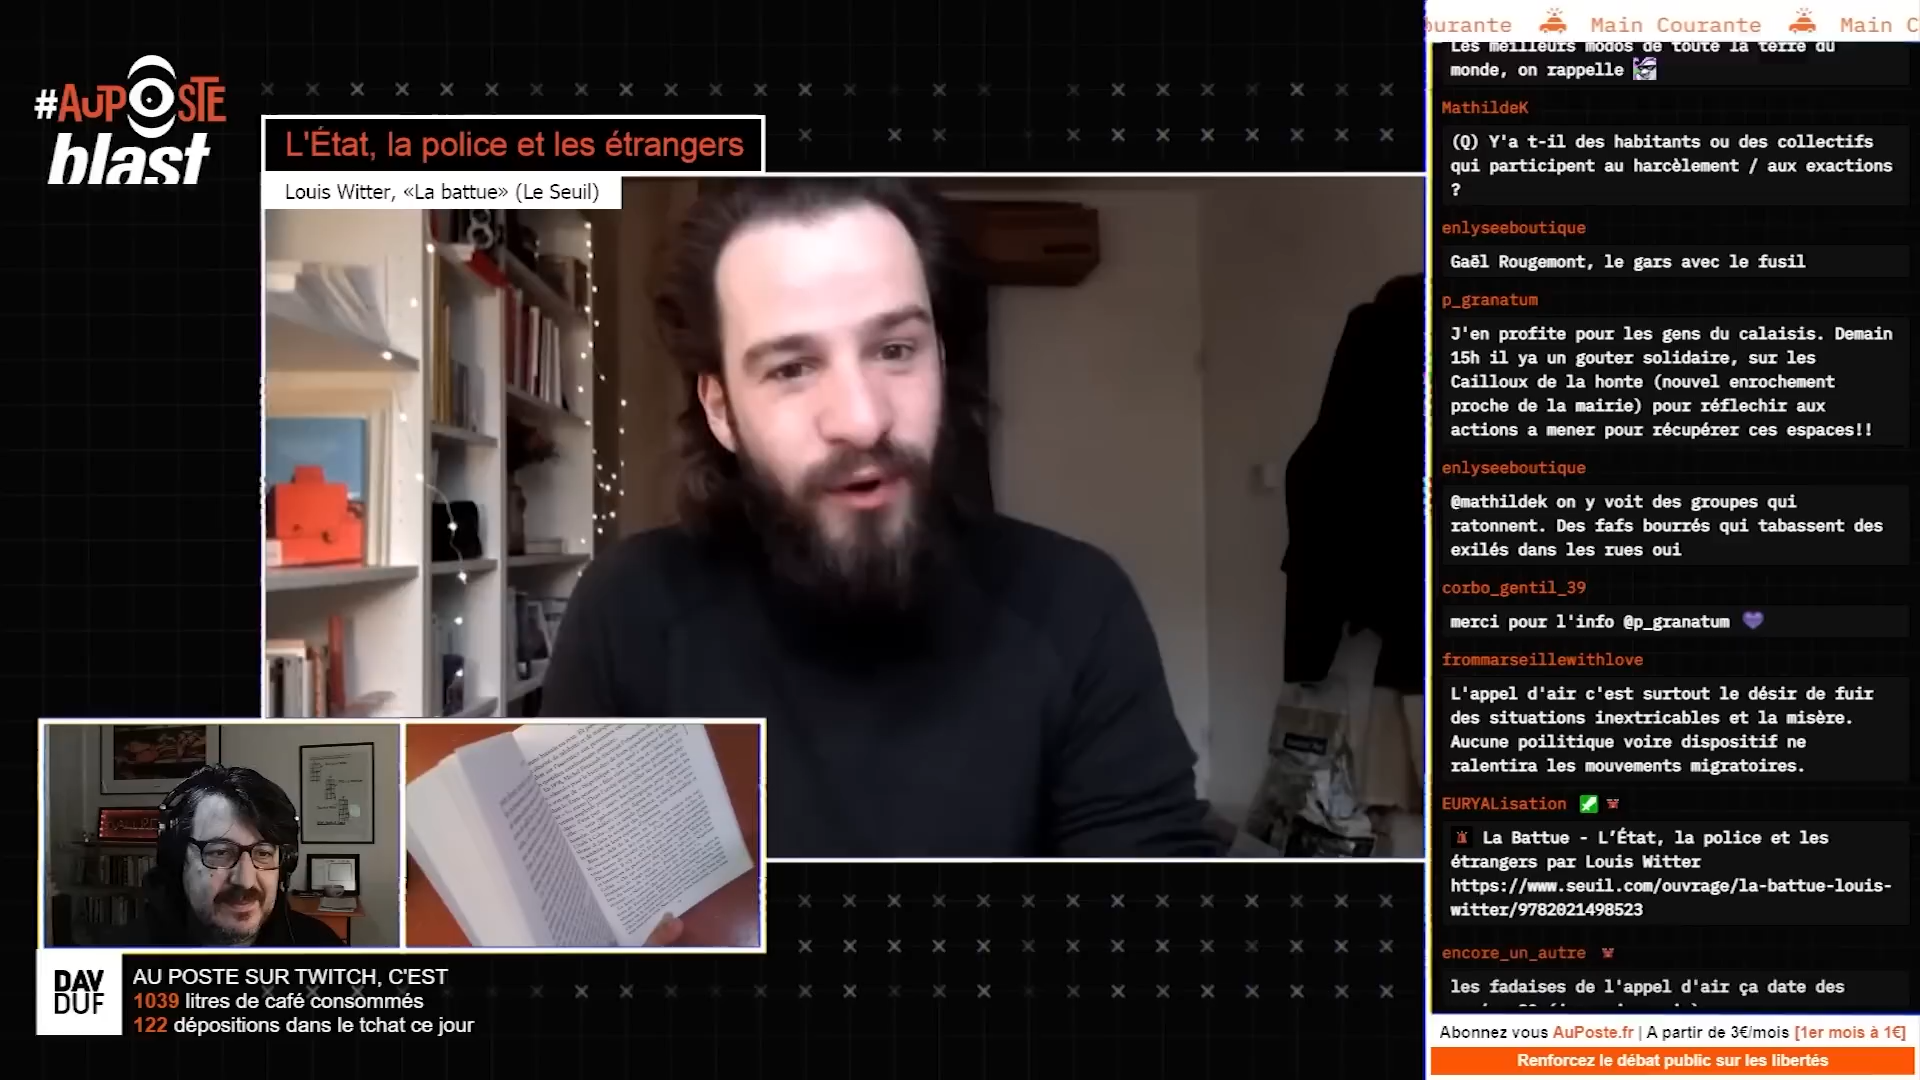 #AUPOSTE
blast
L'État, la police et les étrangers
Louis Witter, «La battue» (Le Seuil)
DAV
DUF
AU POSTE SUR TWITCH, C'EST
1039 litres de café consommés
122 dépositions dans le tchat ce jour
ourante Main Courante Main C
Les meilleurs modos de toute la terre du
monde, on rappelle
MathildeK
(Q) Y'a t-il des habitants ou des collectifs
qui participent au harcèlement / aux exactions
?
enlyseeboutique
Gaël Rougemont, le gars avec le fusil
p_granatum
J'en profite pour les gens du calaisis. Demain
15h il ya un gouter solidaire, sur les
Cailloux de la honte (nouvel enrochement
proche de la mairie) pour réflechir aux
actions a mener pour récupérer ces espaces!!
enlyseeboutique
@mathildek on y voit des groupes qui
ratonnent. Des fafs bourrés qui tabassent des
exilés dans les rues oui
corbo_gentil_39
merci pour l'info @p_granatum
frommarseillewithlove
L'appel d'air c'est surtout le désir de fuir
des situations inextricables et la misère.
Aucune poilitique voire dispositif ne
ralentira les mouvements migratoires.
EURYALisation
La Battue - L’État, la police et les
étrangers par Louis Witter
https://www.seuil.com/ouvrage/la-battue-louis-
witter/9782021498523
encore_un_autre
les fadaises de l'appel d'air ça date des
Abonnez vous AuPoste.fr | A partir de 3€/mois [1er mois à 1€]
Renforcez le débat public sur les libertés